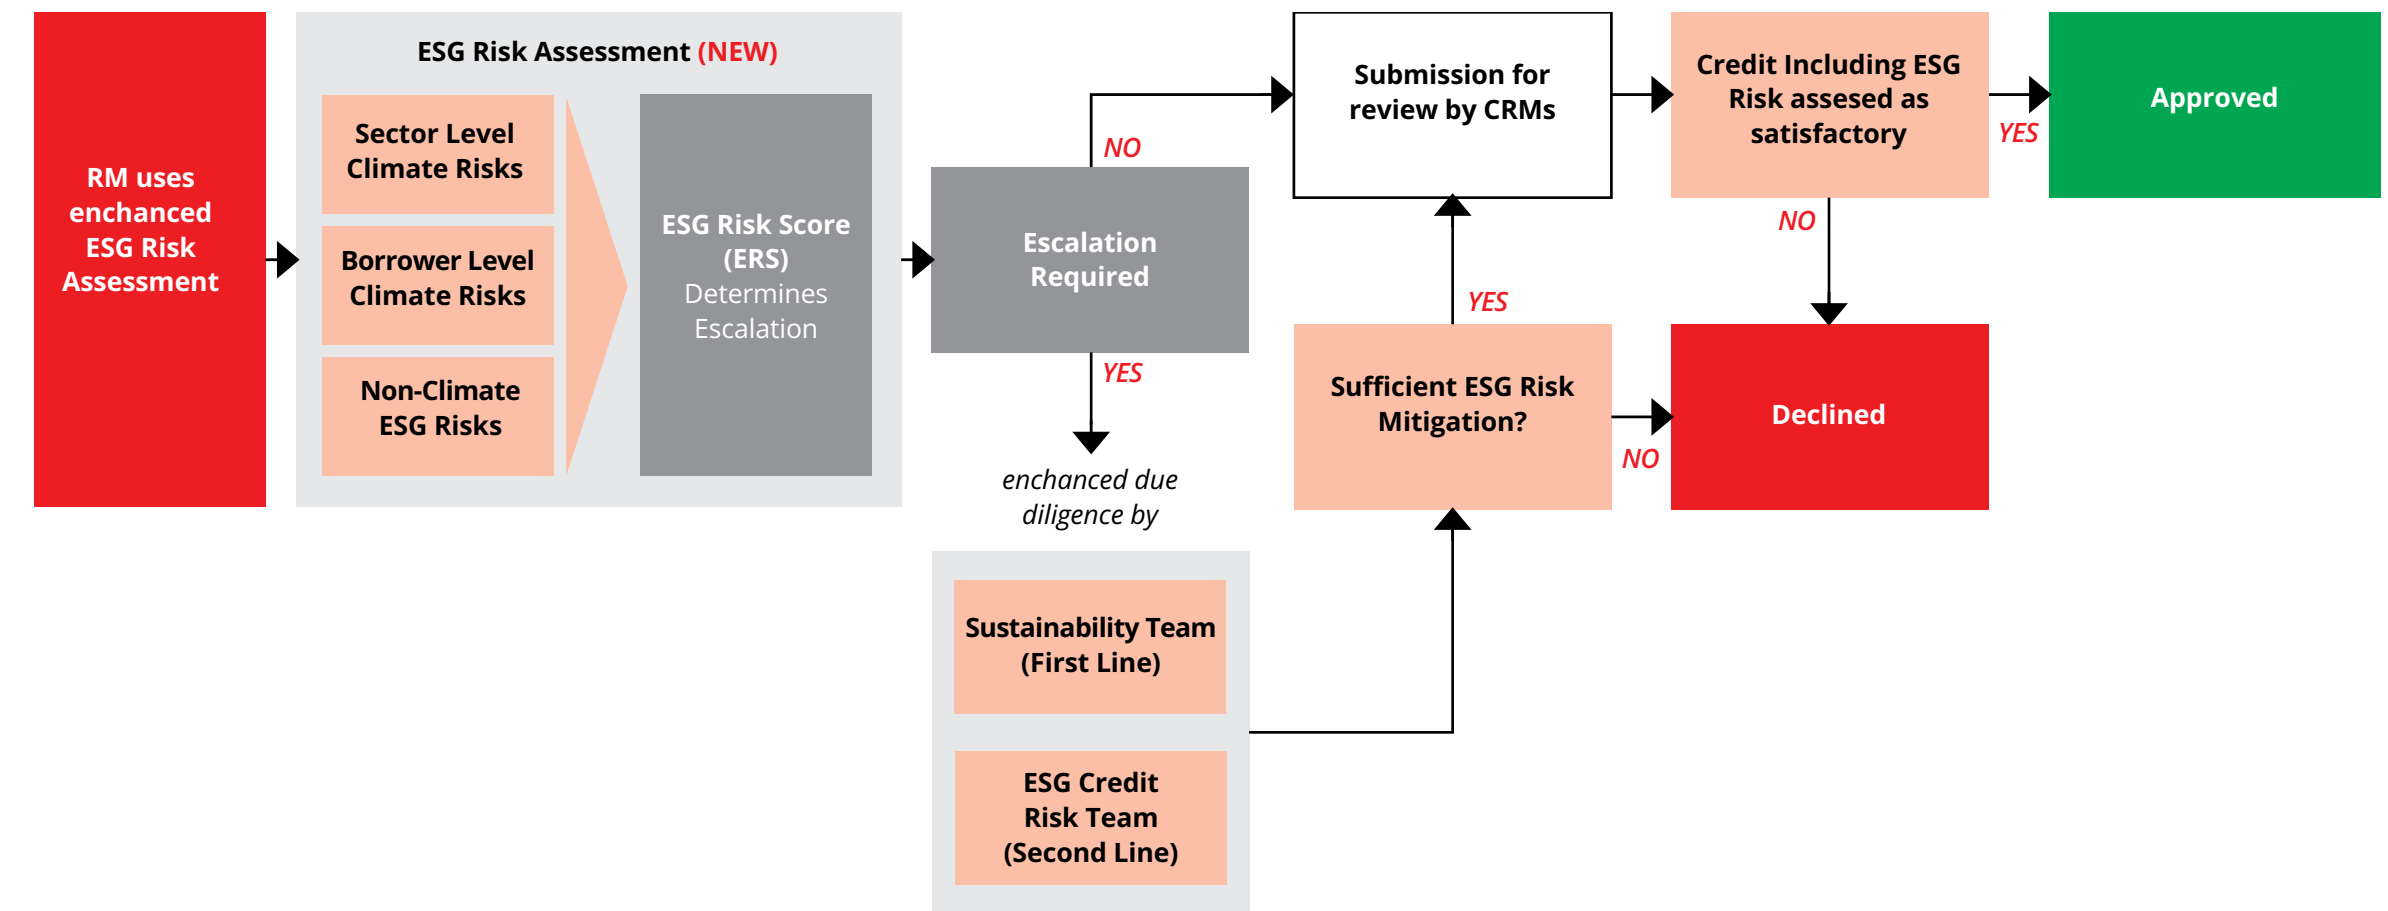 RM uses
enchanced
ESG Risk
Assessment
ESG Risk Assessment (NEW)
Sector Level
Climate Risks
Borrower Level
Climate Risks
Non-Climate
ESG Risks
ESG Risk Score
(ERS)
Determines
Escalation
Escalation
Required
NO
YES
enchanced due
diligence by
Sustainability Team
(First Line)
ESG Credit
Risk Team
(Second Line)
Sufficient ESG Risk
Mitigation?
YES
NO
Submission for
review by CRMs
Credit Including ESG
Risk assesed as
satisfactory
YES
NO
Approved
Declined